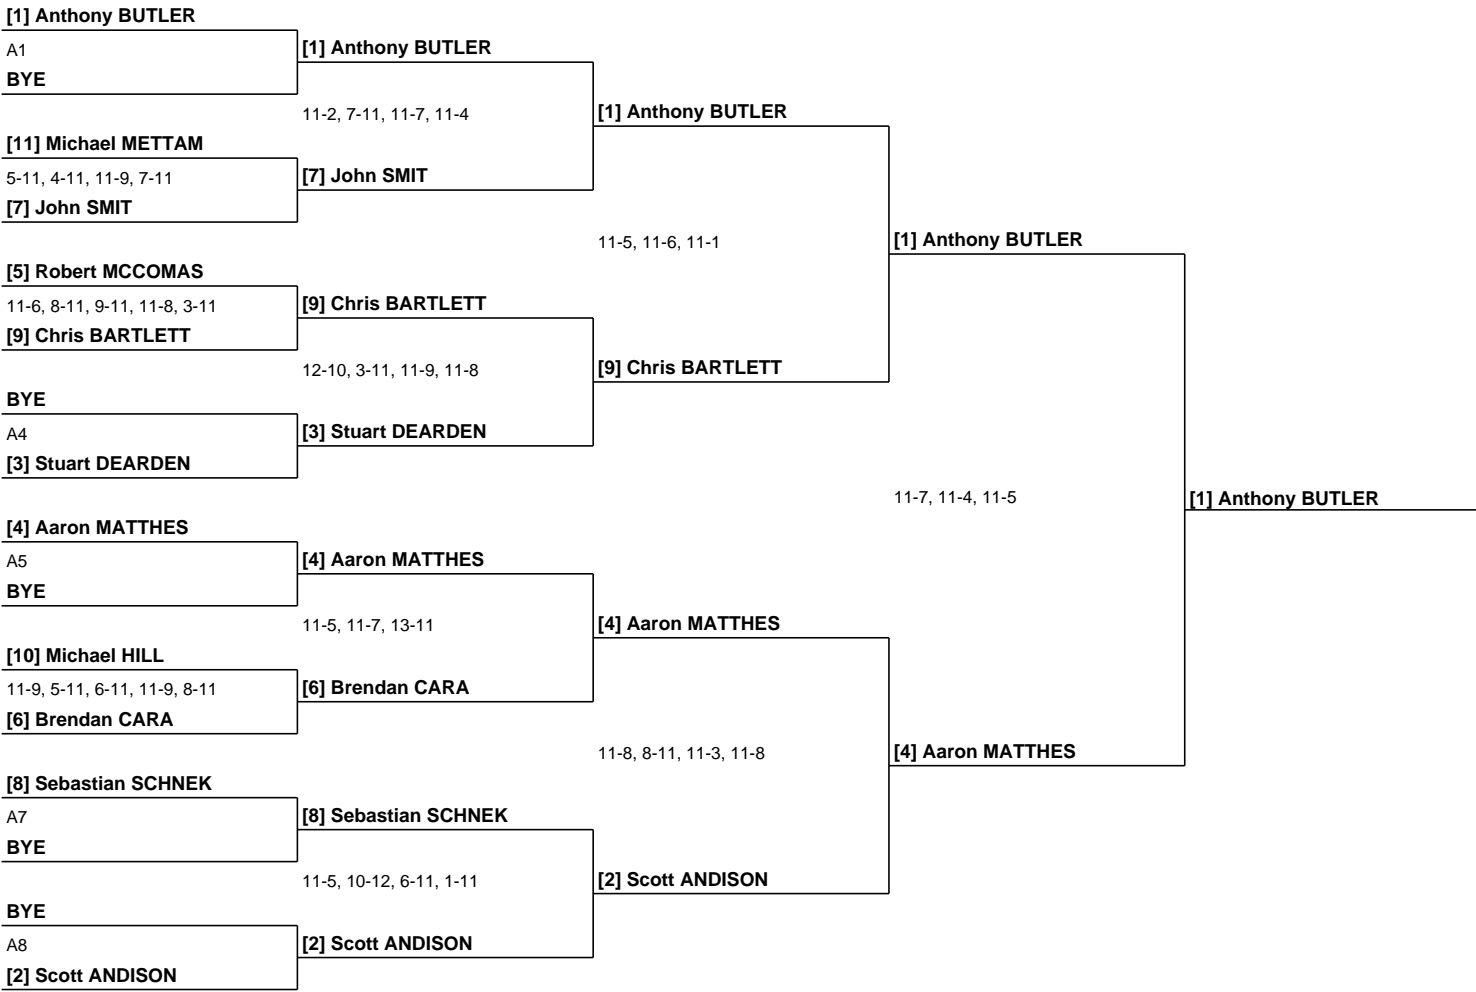 [1] Anthony BUTLER
A1
BYE
[1] Anthony BUTLER
11-2, 7-11, 11-7, 11-4
[1] Anthony BUTLER
[11] Michael METTAM
5-11, 4-11, 11-9, 7-11
[7] John SMIT
[7] John SMIT
11-5, 11-6, 11-1
[1] Anthony BUTLER
[5] Robert MCCOMAS
11-6, 8-11, 9-11, 11-8, 3-11
[9] Chris BARTLETT
[9] Chris BARTLETT
12-10, 3-11, 11-9, 11-8
[9] Chris BARTLETT
BYE
A4
[3] Stuart DEARDEN
[3] Stuart DEARDEN
11-7, 11-4, 11-5
[1] Anthony BUTLER
[4] Aaron MATTHES
A5
BYE
[4] Aaron MATTHES
11-5, 11-7, 13-11
[4] Aaron MATTHES
[10] Michael HILL
11-9, 5-11, 6-11, 11-9, 8-11
[6] Brendan CARA
[6] Brendan CARA
11-8, 8-11, 11-3, 11-8
[4] Aaron MATTHES
[8] Sebastian SCHNEK
A7
BYE
[8] Sebastian SCHNEK
11-5, 10-12, 6-11, 1-11
[2] Scott ANDISON
BYE
A8
[2] Scott ANDISON
[2] Scott ANDISON